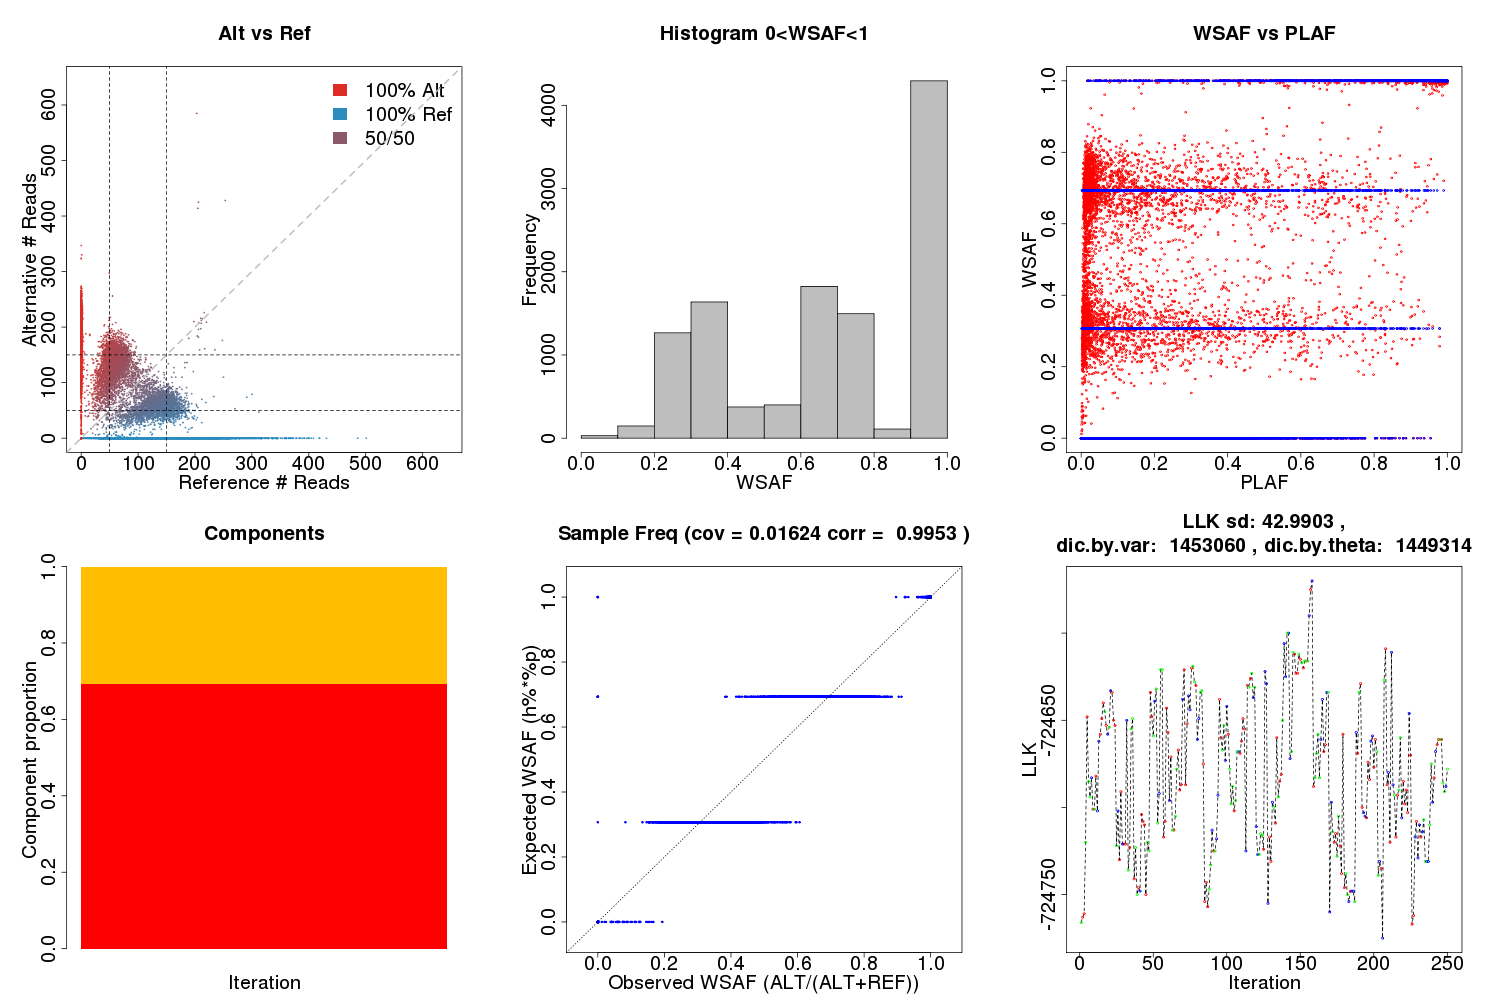 Alt vs Ref
100% Alt
100% Ref
50/50
Alternative # Reads
0 100 200 300 400 500 600
0 100 200 300 400 500 600
Reference # Reads
Histogram 0<WSAF<1
Frequency
0 1000 2000 3000 4000
0.0 0.2 0.4 0.6 0.8 1.0
WSAF
WSAF vs PLAF
WSAF
0.0 0.2 0.4 0.6 0.8 1.0
0.0 0.2 0.4 0.6 0.8 1.0
PLAF
Components
Component proportion
0.0 0.2 0.4 0.6 0.8 1.0
Iteration
Sample Freq (cov = 0.01624 corr = 0.9953 )
Expected WSAF (h%*%p)
0.0 0.2 0.4 0.6 0.8 1.0
0.0 0.2 0.4 0.6 0.8 1.0
Observed WSAF (ALT/(ALT+REF))
LLK sd: 42.9903 ,
dic.by.var: 1453060 , dic.by.theta: 1449314
LLK
-724750 -724650
0 50 100 150 200 250
Iteration